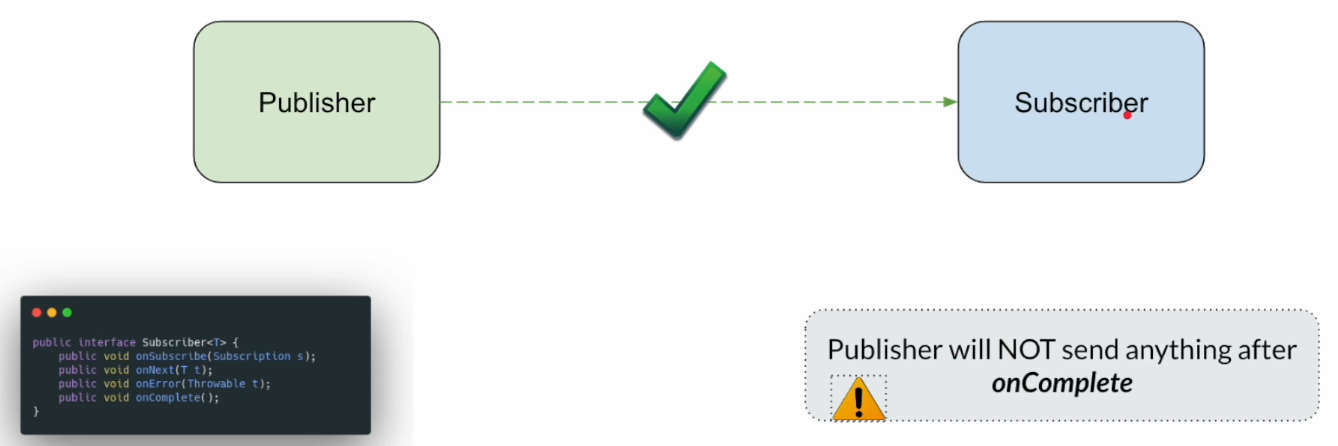 Publisher
Subscriber
public interface Subscriber<T> {
    public void onSubscribe(Subscription s);
    public void onNext(T t);
    public void onError(Throwable t);
    public void onComplete();
}
Publisher will NOT send anything after
onComplete